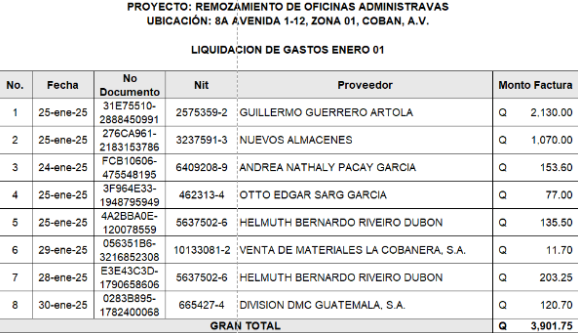 PROYECTO: REMOZAMIENTO DE OFICINAS ADMINISTRAVAS
UBICACIÓN: 8A AVENIDA 1-12, ZONA 01, COBAN, A.V.
LIQUIDACION DE GASTOS ENERO 01
No. Fecha No Documento Nit Proveedor Monto Factura
1 25-ene-25 31E75510-2888450991 2575359-2 GUILLERMO GUERRERO ARTOLA Q 2,130.00
2 25-ene-25 276CA961-2183153786 3237591-3 NUEVOS ALMACENES Q 1,070.00
3 24-ene-25 FCB10606-475548195 6409208-9 ANDREA NATHALY PACAY GARCIA Q 153.60
4 25-ene-25 3F964E33-1948795949 462313-4 OTTO EDGAR SARG GARCIA Q 77.00
5 25-ene-25 4A2BBA0E-120078559 5637502-6 HELMUTH BERNARDO RIVEIRO DUBON Q 135.50
6 29-ene-25 056351B6-3216852308 10133081-2 VENTA DE MATERIALES LA COBANERA, S.A. Q 11.70
7 28-ene-25 E3E43C3D-1790658606 5637502-6 HELMUTH BERNARDO RIVEIRO DUBON Q 203.25
8 30-ene-25 0283B895-1782400068 665427-4 DIVISION DMC GUATEMALA, S.A. Q 120.70
GRAN TOTAL Q 3,901.75